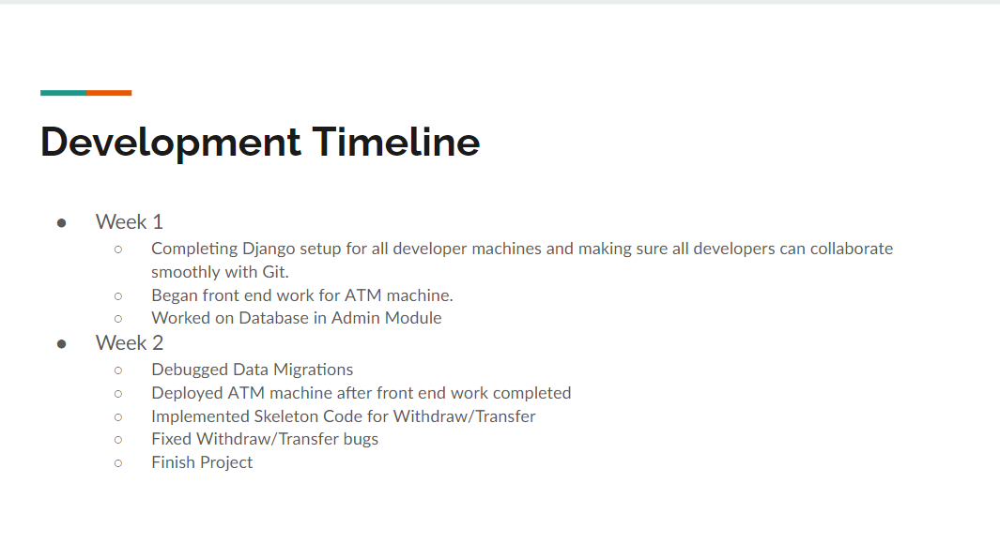 Development Timeline
● Week 1
○ Completing Django setup for all developer machines and making sure all developers can collaborate
smoothly with Git.
○ Began front end work for ATM machine.
○ Worked on Database in Admin Module
● Week 2
○ Debugged Data Migrations
○ Deployed ATM machine after front end work completed
○ Implemented Skeleton Code for Withdraw/Transfer
○ Fixed Withdraw/Transfer bugs
○ Finish Project